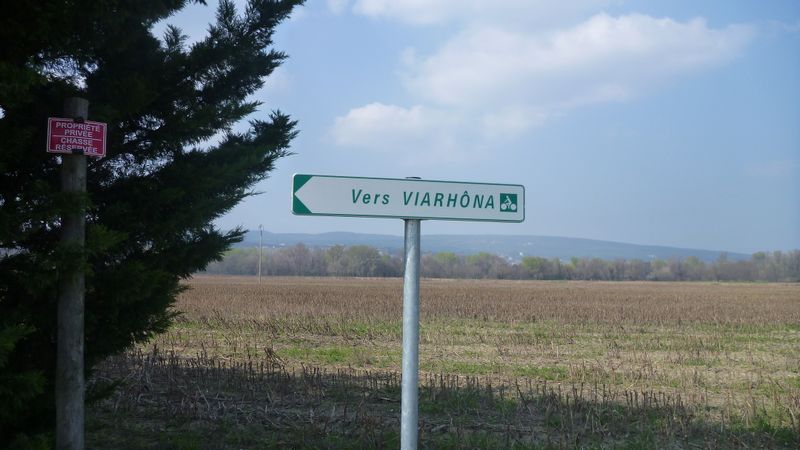 PROPRIÉTÉ
PRIVÉE
CHASSE
RÉSERVÉE
Vers VIARHÔNA